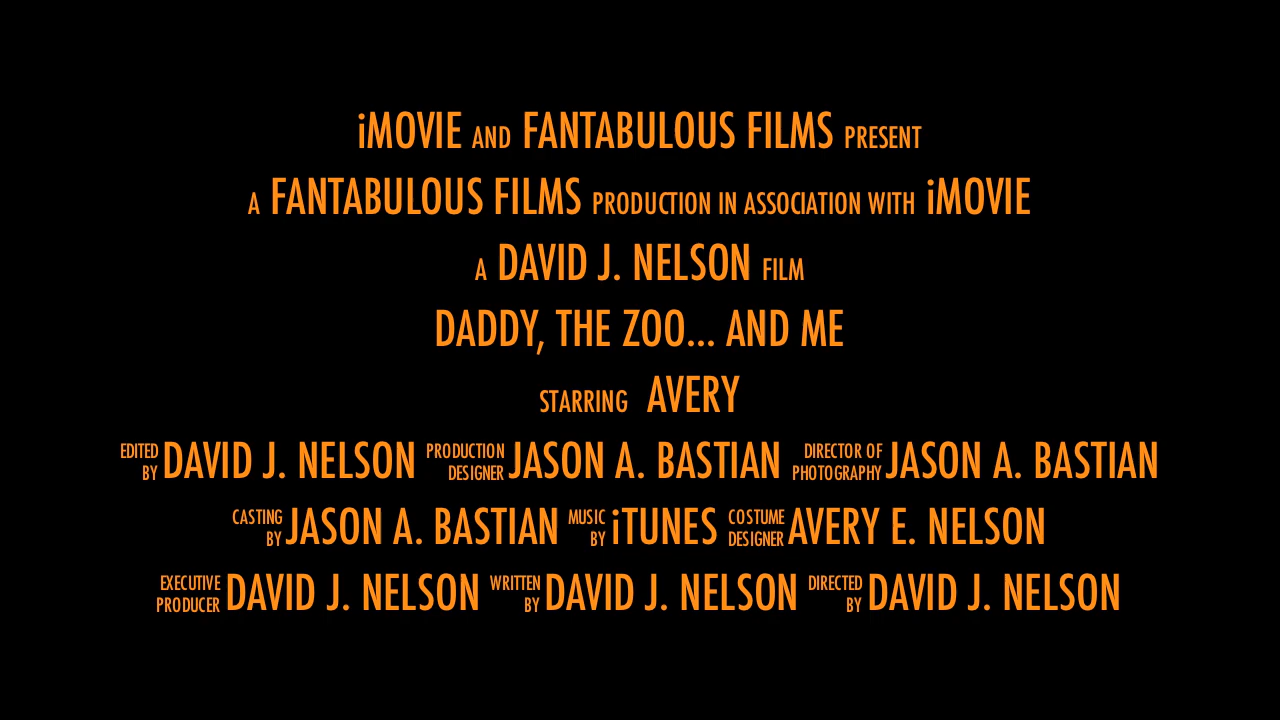 iMOVIE AND FANTABULOUS FILMS PRESENT
A FANTABULOUS FILMS PRODUCTION IN ASSOCIATION WITH iMOVIE
A DAVID J. NELSON FILM
DADDY, THE ZOO... AND ME
STARRING AVERY
EDITED BY DAVID J. NELSON PRODUCTION DESIGNER JASON A. BASTIAN DIRECTOR OF PHOTOGRAPHY JASON A. BASTIAN
CASTING BY JASON A. BASTIAN MUSIC BY iTUNES COSTUME DESIGNER AVERY E. NELSON
EXECUTIVE PRODUCER DAVID J. NELSON WRITTEN BY DAVID J. NELSON DIRECTED BY DAVID J. NELSON